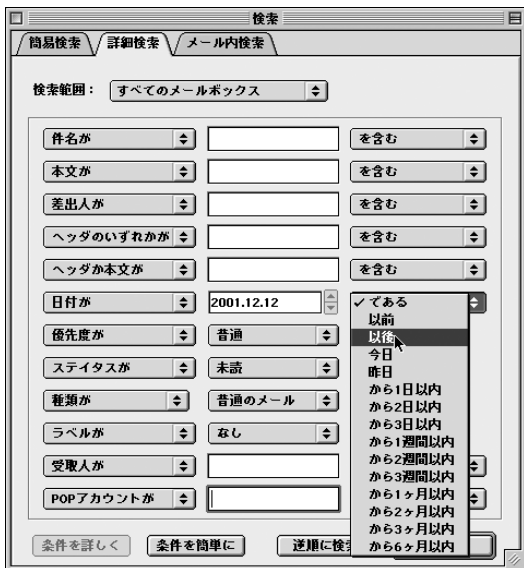 検索
簡易検索 詳細検索 メール内検索
検索範囲： すべてのメールボックス
件名が を含む
本文が を含む
差出人が を含む
ヘッダのいずれかが を含む
ヘッダか本文が を含む
日付が 2001.12.12 ✓である
以前
優先度が 普通 以後
今日
ステイタスが 未読 昨日
から1日以内
種類が 普通のメール から2日以内
から3日以内
ラベルが なし から1週間以内
から2週間以内
受取人が から3週間以内
から1ヶ月以内
POPアカウントが から2ヶ月以内
から3ヶ月以内
条件を詳しく 条件を簡単に 逆順に検 から6ヶ月以内